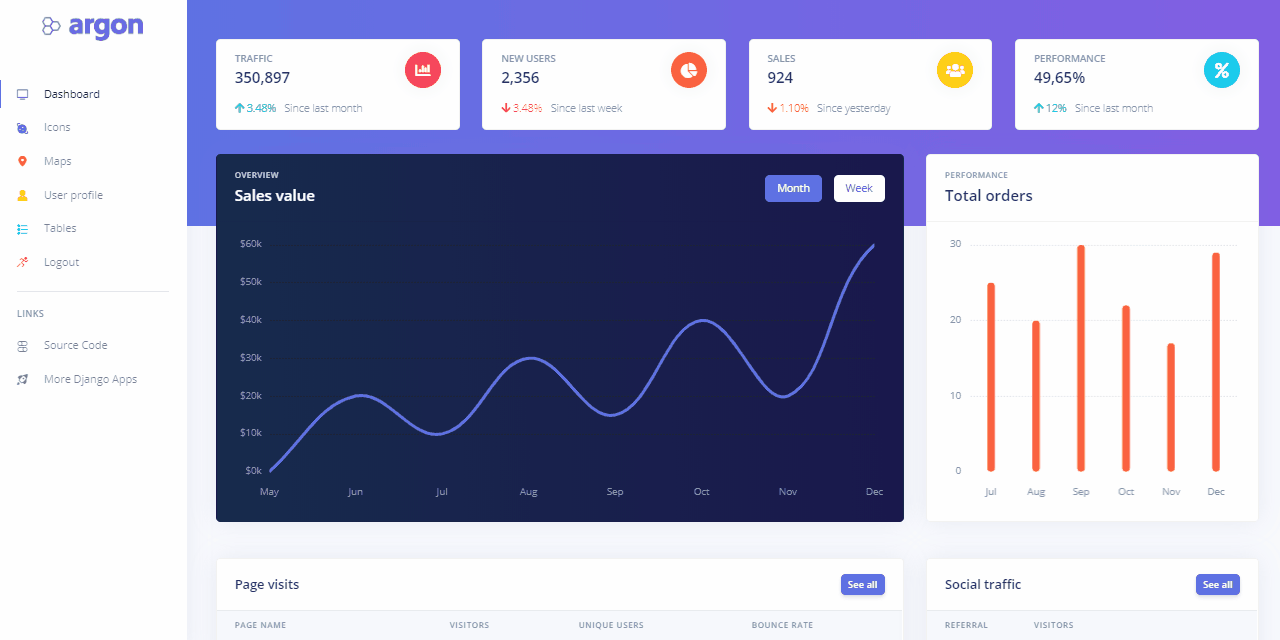 argon
Dashboard
Icons
Maps
User profile
Tables
Logout
LINKS
Source Code
More Django Apps
TRAFFIC
350,897
3.48% Since last month
NEW USERS
2,356
3.48% Since last week
SALES
924
1.10% Since yesterday
PERFORMANCE
49,65%
12% Since last month
OVERVIEW
Sales value
Month Week
$60k
$50k
$40k
$30k
$20k
$10k
$0k
May Jun Jul Aug Sep Oct Nov Dec
PERFORMANCE
Total orders
30
20
10
0
Jul Aug Sep Oct Nov Dec
Page visits See all
PAGE NAME VISITORS UNIQUE USERS BOUNCE RATE
Social traffic See all
REFERRAL VISITORS